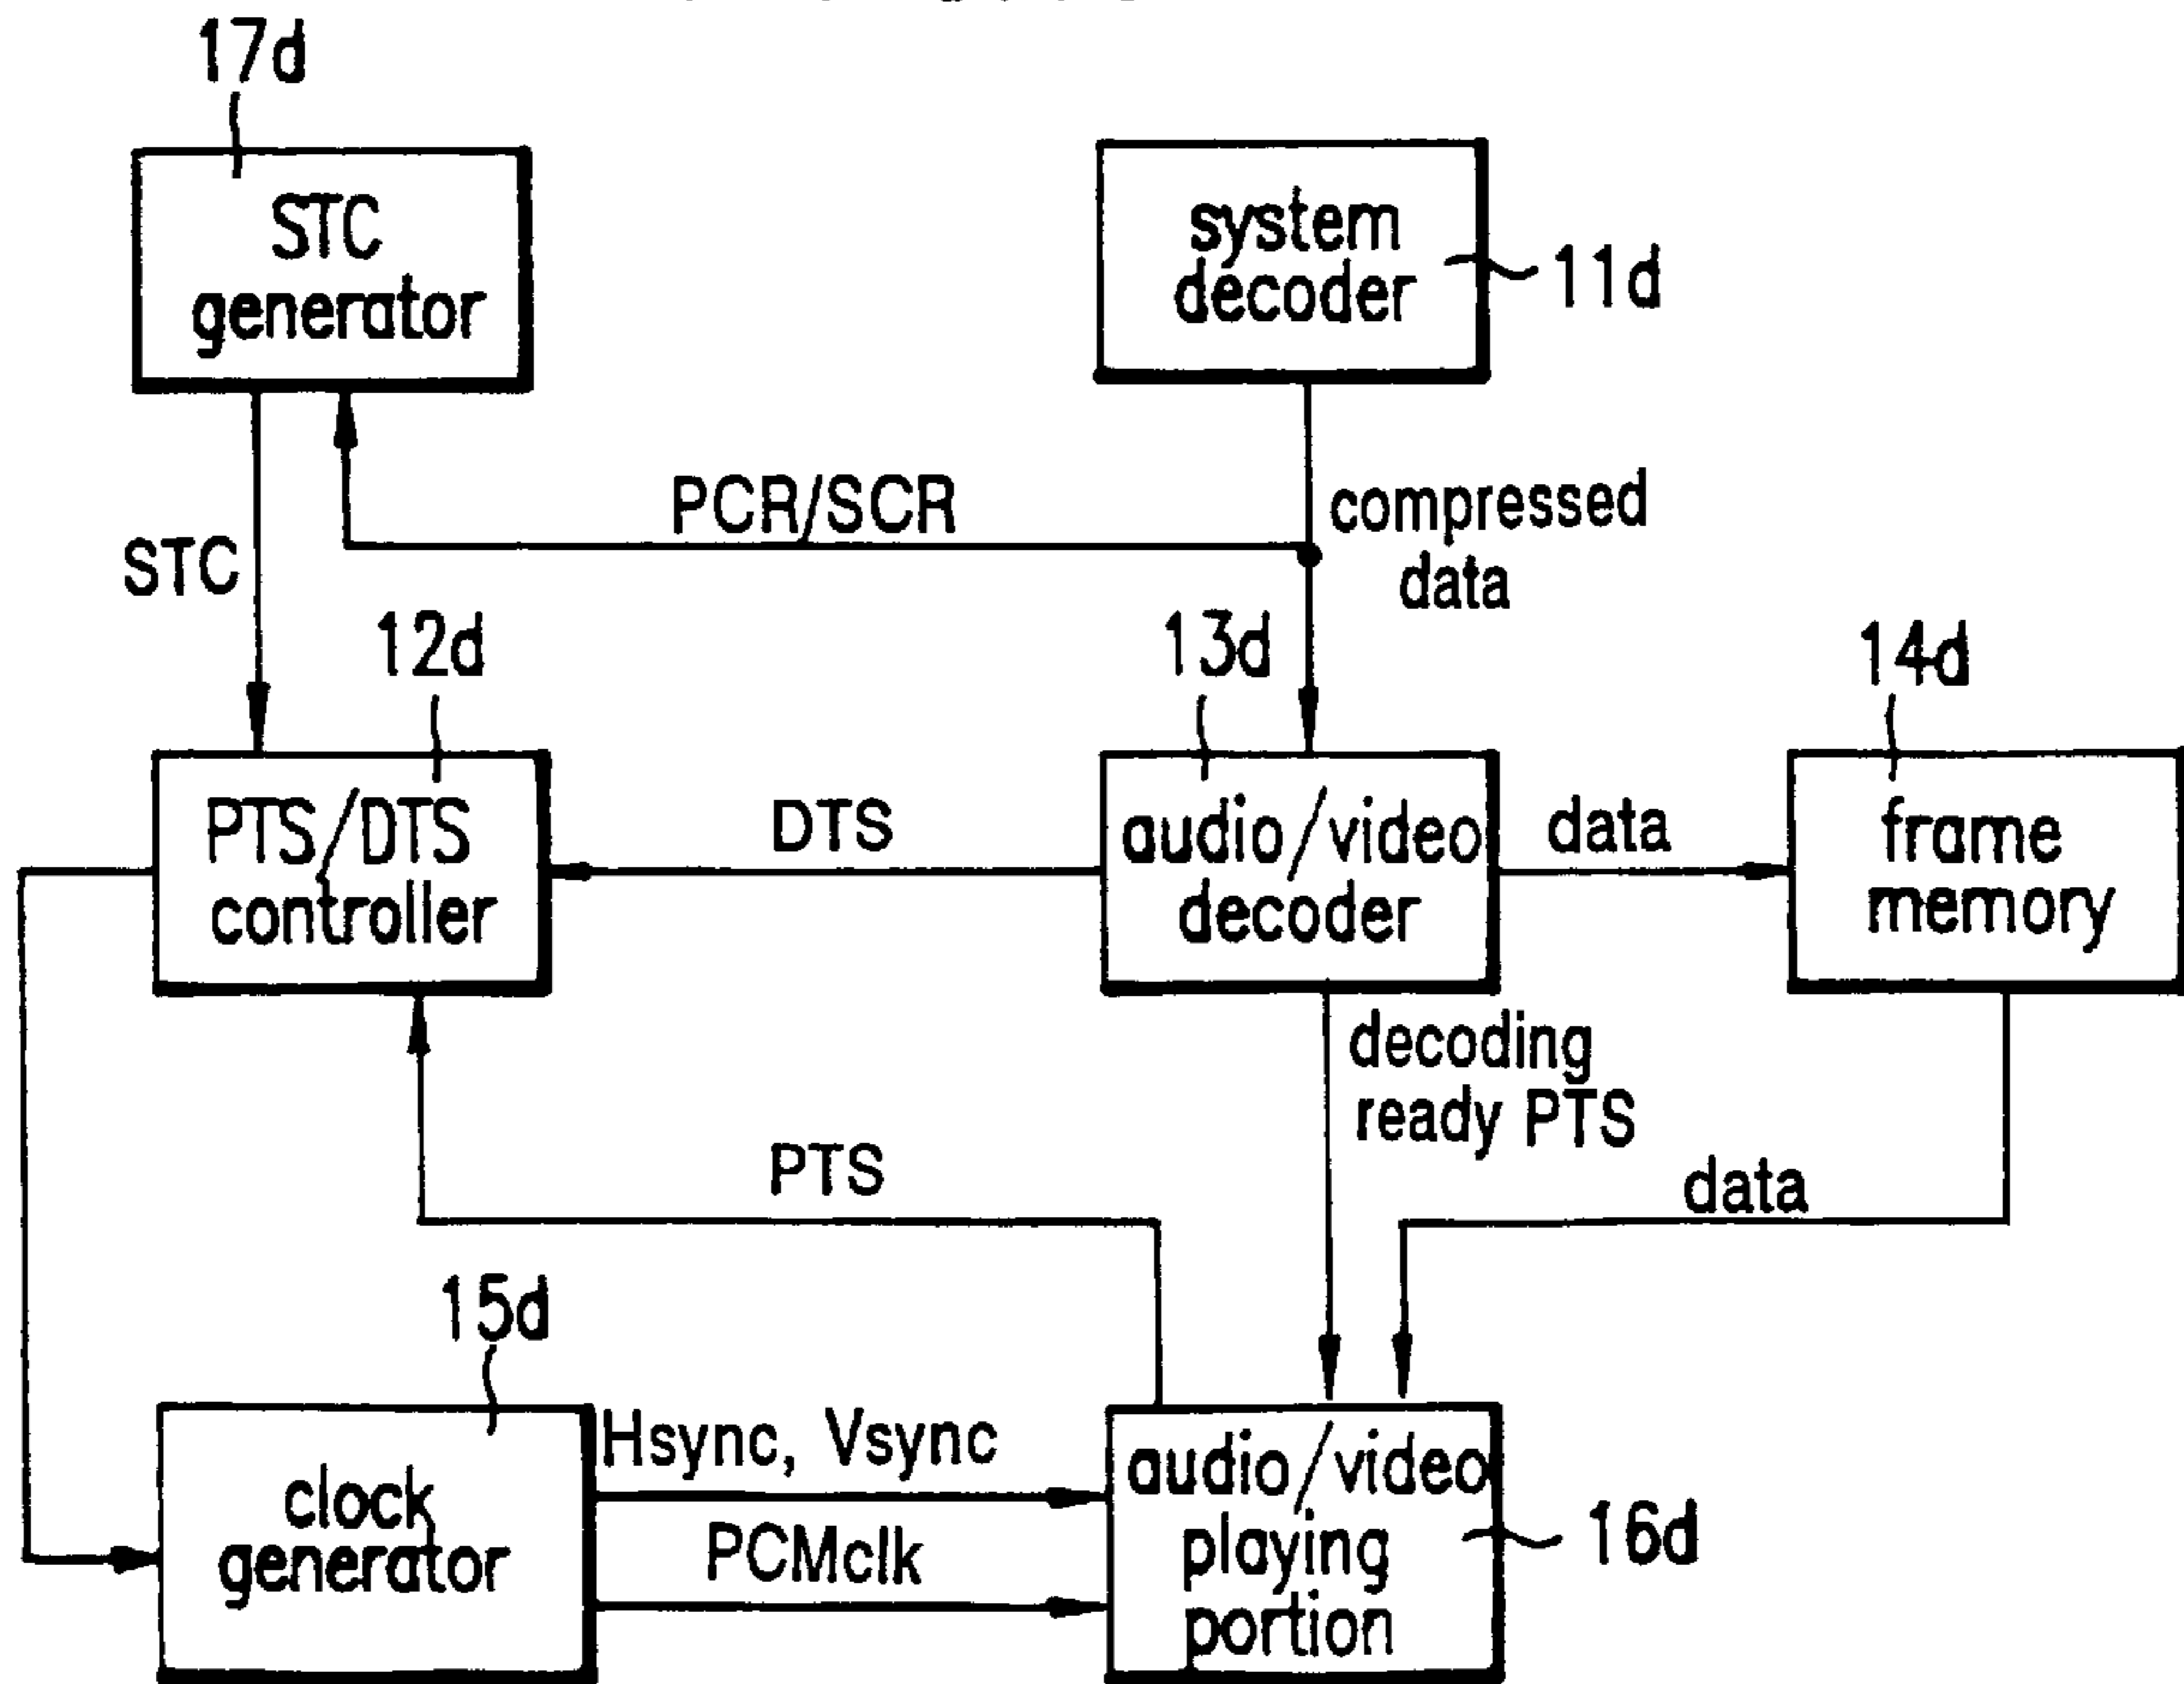 17d
STC
generator
system
decoder
11d
PCR/SCR
compressed
data
STC
12d
13d
14d
PTS/DTS
controller
DTS
audio/video
decoder
data
frame
memory
decoding
ready PTS
PTS
data
15d
clock
generator
Hsync, Vsync
PCMclk
audio/video
playing
portion
16d